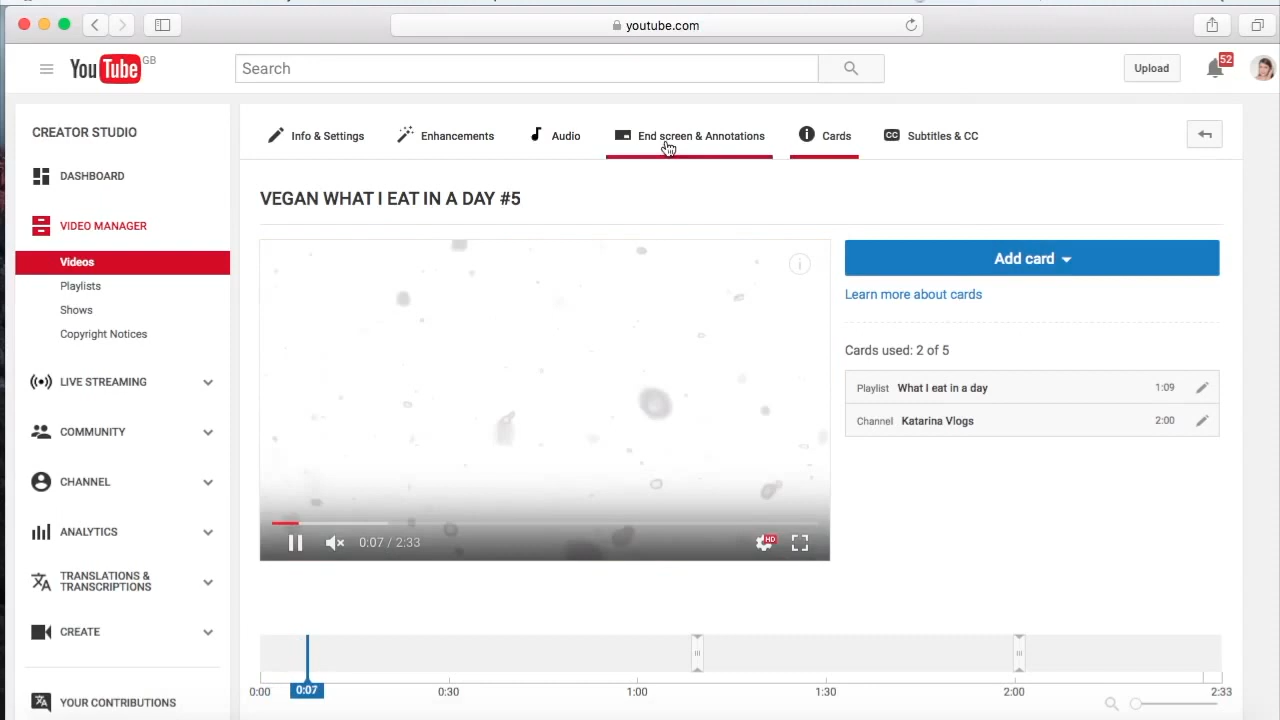 youtube.com
YouTube GB
Search
Upload
52
CREATOR STUDIO
DASHBOARD
VIDEO MANAGER
Videos
Playlists
Shows
Copyright Notices
LIVE STREAMING
COMMUNITY
CHANNEL
ANALYTICS
TRANSLATIONS &
TRANSCRIPTIONS
CREATE
YOUR CONTRIBUTIONS
Info & Settings
Enhancements
Audio
End screen & Annotations
Cards
CC Subtitles & CC
VEGAN WHAT I EAT IN A DAY #5
0:07 / 2:33
HD
Add card
Learn more about cards
Cards used: 2 of 5
Playlist What I eat in a day 1:09
Channel Katarina Vlogs 2:00
0:00 0:07 0:30 1:00 1:30 2:00 2:33